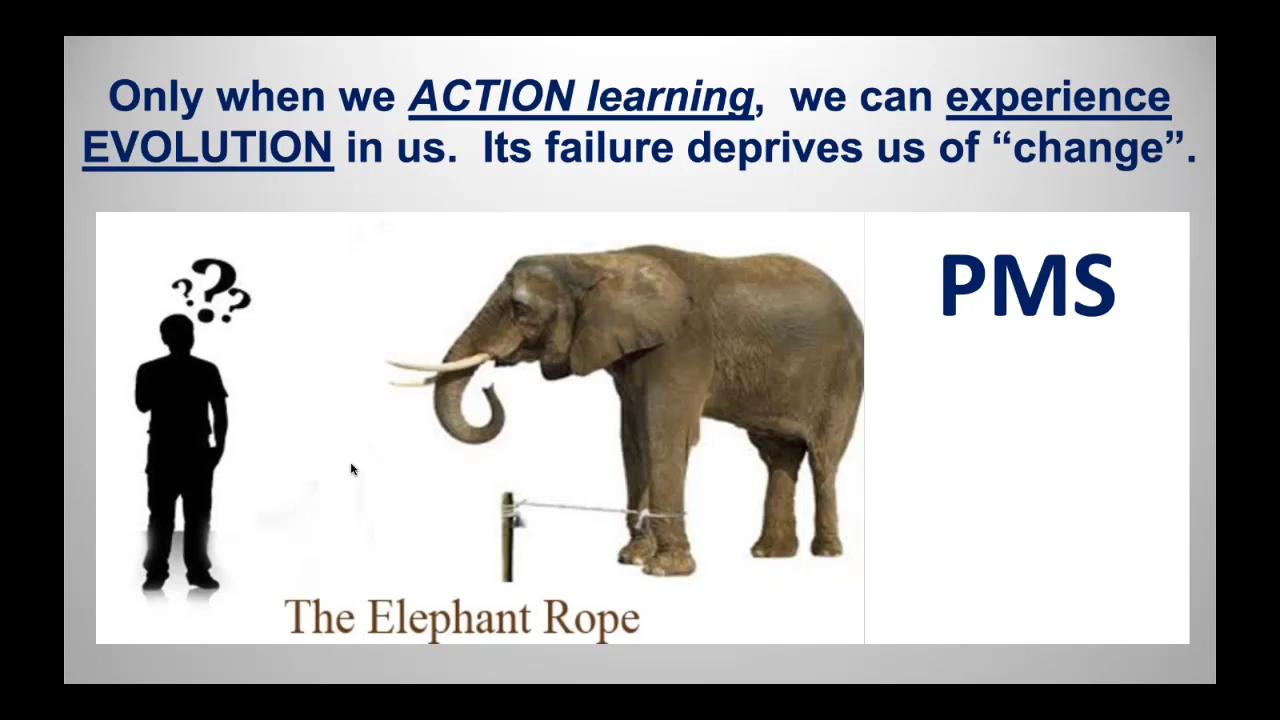 Only when we ACTION learning, we can experience
EVOLUTION in us. Its failure deprives us of “change”.
PMS
???
The Elephant Rope